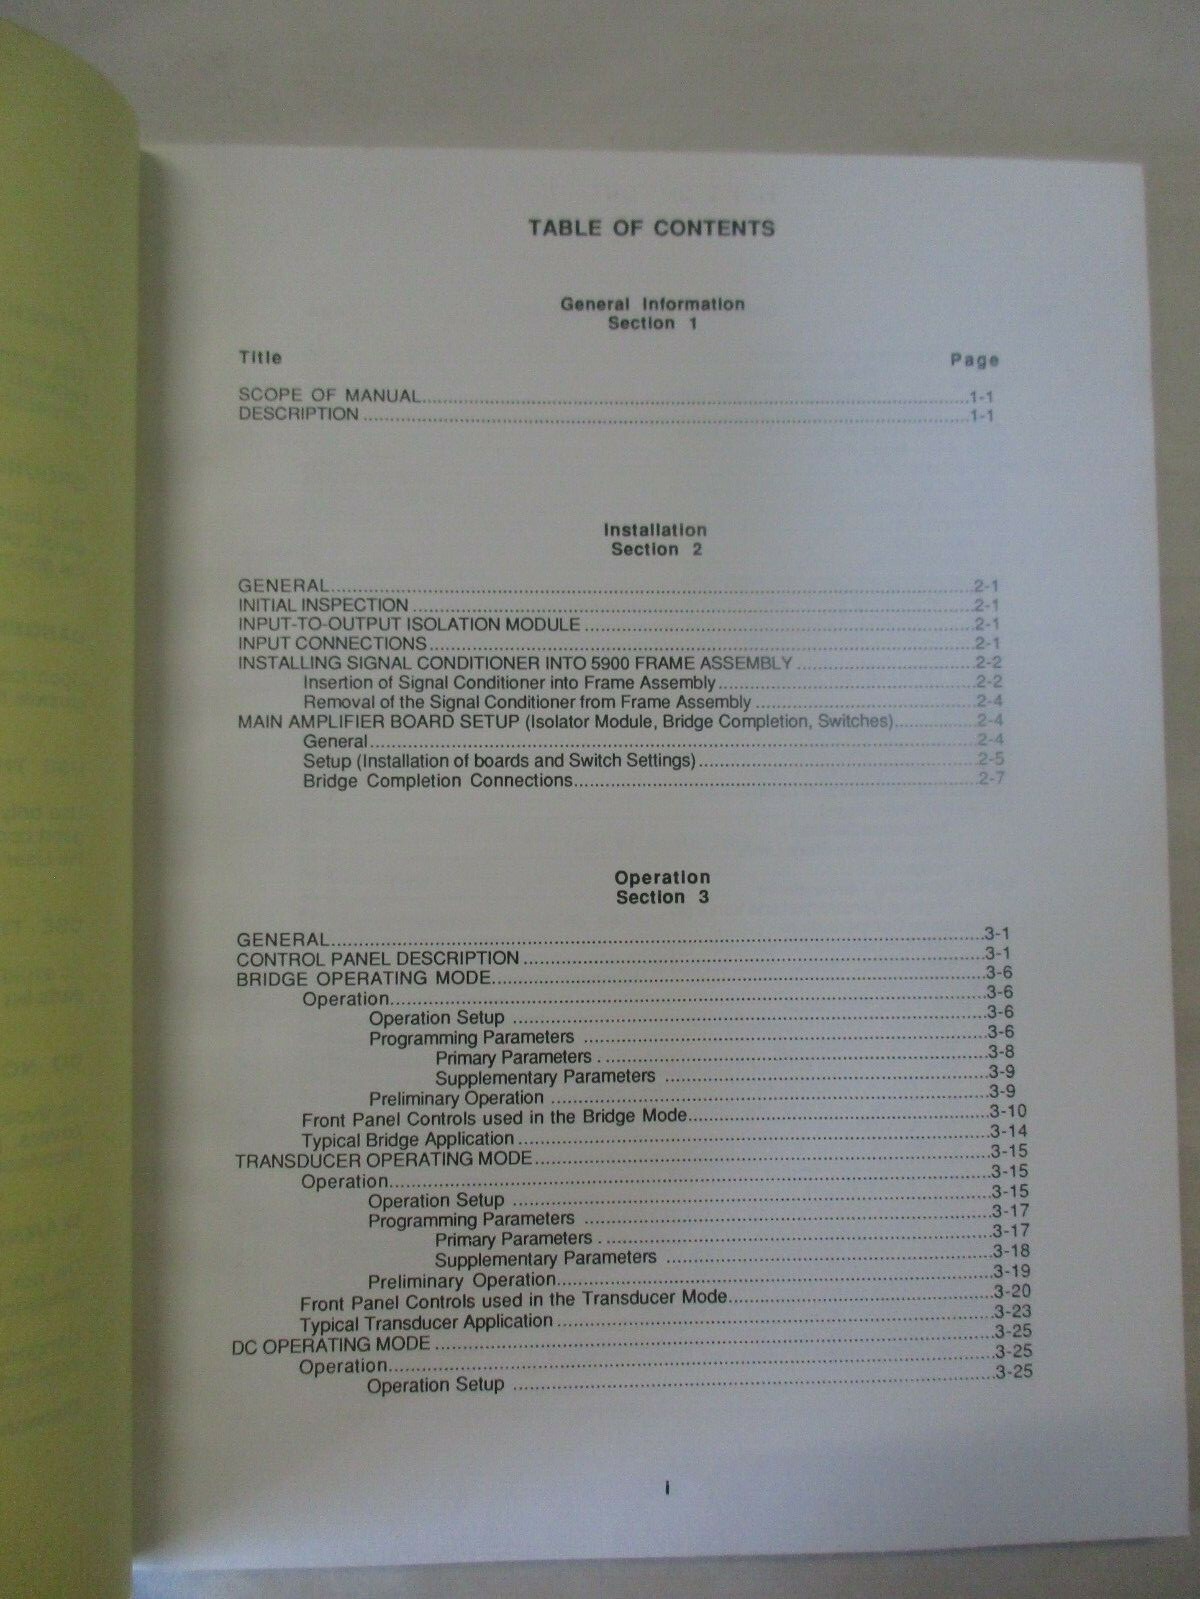 TABLE OF CONTENTS
General Information
Section 1
Title Page
SCOPE OF MANUAL..........1-1
DESCRIPTION ..........1-1
Installation
Section 2
GENERAL..........2-1
INITIAL INSPECTION ..........2-1
INPUT-TO-OUTPUT ISOLATION MODULE ..........2-1
INPUT CONNECTIONS..........2-1
INSTALLING SIGNAL CONDITIONER INTO 5900 FRAME ASSEMBLY ..........2-2
Insertion of Signal Conditioner into Frame Assembly..........2-2
Removal of the Signal Conditioner from Frame Assembly ..........2-4
MAIN AMPLIFIER BOARD SETUP (Isolator Module, Bridge Completion, Switches)..........2-4
General..........2-4
Setup (Installation of boards and Switch Settings)..........2-5
Bridge Completion Connections..........2-7
Operation
Section 3
GENERAL..........3-1
CONTROL PANEL DESCRIPTION ..........3-1
BRIDGE OPERATING MODE..........3-6
Operation..........3-6
Operation Setup ..........3-6
Programming Parameters ..........3-6
Primary Parameters . ..........3-8
Supplementary Parameters ..........3-9
Preliminary Operation ..........3-9
Front Panel Controls used in the Bridge Mode..........3-10
Typical Bridge Application ..........3-14
TRANSDUCER OPERATING MODE..........3-15
Operation..........3-15
Operation Setup ..........3-15
Programming Parameters ..........3-17
Primary Parameters . ..........3-17
Supplementary Parameters ..........3-18
Preliminary Operation..........3-19
Front Panel Controls used in the Transducer Mode..........3-20
Typical Transducer Application ..........3-23
DC OPERATING MODE ..........3-25
Operation..........3-25
Operation Setup ..........3-25
i